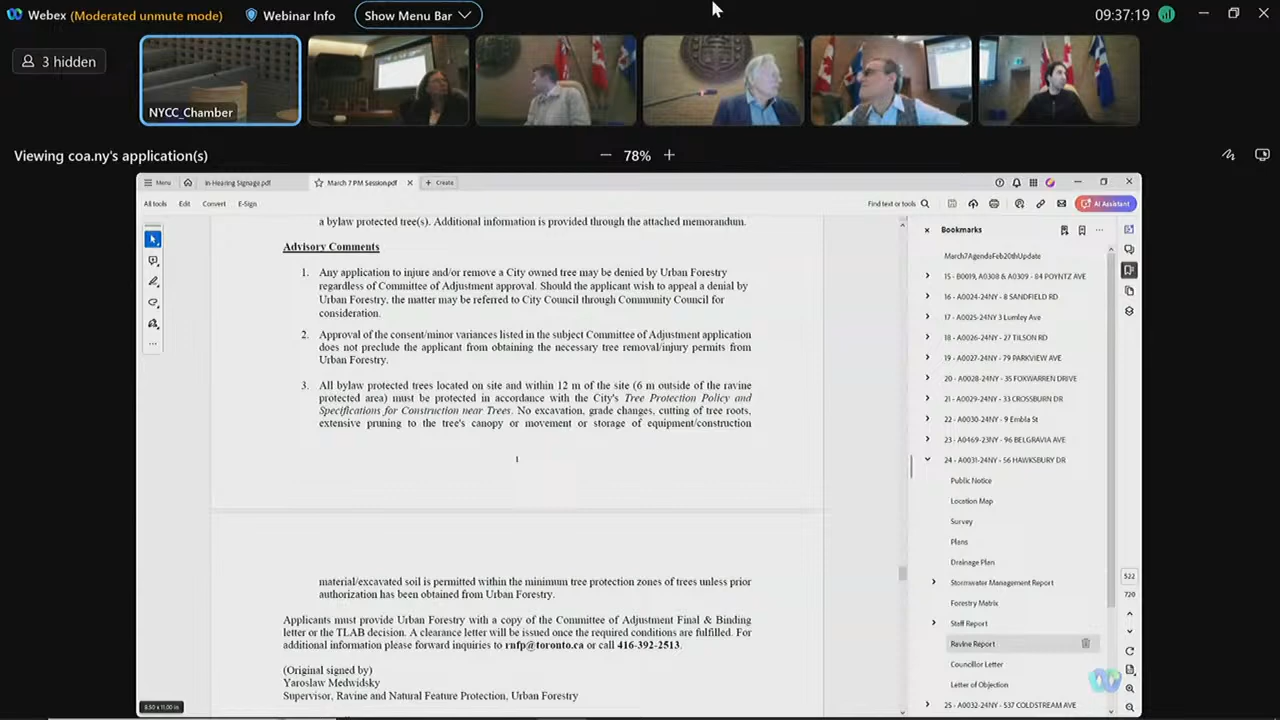 Webex (Moderated unmute mode) Webinar Info Show Menu Bar 09:37:19
3 hidden
NYCC_Chamber
Viewing coa.ny's application(s) 78%
Menu In-Hearing Signage.pdf March 7 PM Session.pdf Create
All tools Edit Convert E-Sign Find text or tools AI Assistant
a bylaw protected tree(s). Additional information is provided through the attached memorandum.
Advisory Comments
1. Any application to injure and/or remove a City owned tree may be denied by Urban Forestry
regardless of Committee of Adjustment approval. Should the applicant wish to appeal a denial by
Urban Forestry, the matter may be referred to City Council through Community Council for
consideration.
2. Approval of the consent/minor variances listed in the subject Committee of Adjustment application
does not preclude the applicant from obtaining the necessary tree removal/injury permits from
Urban Forestry.
3. All bylaw protected trees located on site and within 12 m of the site (6 m outside of the ravine
protected area) must be protected in accordance with the City's Tree Protection Policy and
Specifications for Construction near Trees. No excavation, grade changes, cutting of tree roots,
extensive pruning to the tree's canopy or movement or storage of equipment/construction
1
material/excavated soil is permitted within the minimum tree protection zones of trees unless prior
authorization has been obtained from Urban Forestry.
Applicants must provide Urban Forestry with a copy of the Committee of Adjustment Final & Binding
letter or the TLAB decision. A clearance letter will be issued once the required conditions are fulfilled. For
additional information please forward inquiries to rnfp@toronto.ca or call 416-392-2513.
(Original signed by)
Yaroslaw Medwidsky
Supervisor, Ravine and Natural Feature Protection, Urban Forestry
8.50 x 11.00 in
Bookmarks
March7AgendaFeb20thUpdate
15 - B0019, A0308 & A0309 - 84 POYNTZ AVE
16 - A0024-24NY - 8 SANDFIELD RD
17 - A0025-24NY 3 Lumley Ave
18 - A0026-24NY - 27 TILSON RD
19 - A0027-24NY - 79 PARKVIEW AVE
20 - A0028-24NY - 35 FOXWARREN DRIVE
21 - A0029-24NY - 33 CROSSBURN DR
22 - A0030-24NY - 9 Embla St
23 - A0469-23NY - 96 BELGRAVIA AVE
24 - A0031-24NY - 56 HAWKSBURY DR
Public Notice
Location Map
Survey
Plans
Drainage Plan
Stormwater Management Report
Forestry Matrix
Staff Report
Ravine Report
Councillor Letter
Letter of Objection
25 - A0032-24NY - 537 COLDSTREAM AVE
522
720